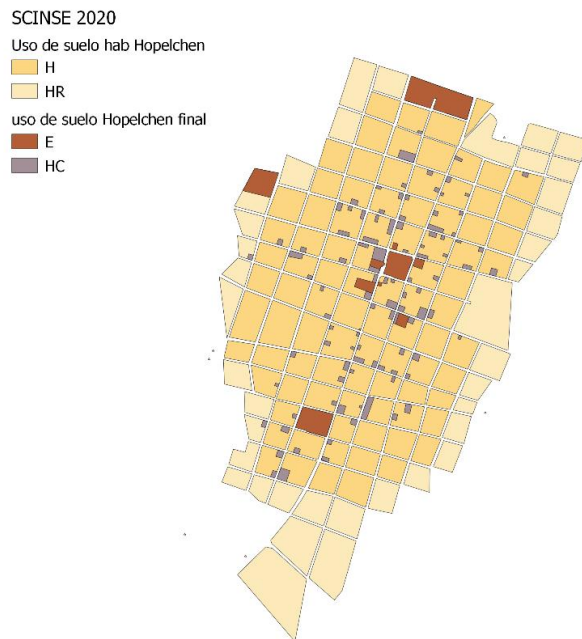 SCINSE 2020
Uso de suelo hab Hopelchen
H
HR
uso de suelo Hopelchen final
E
HC